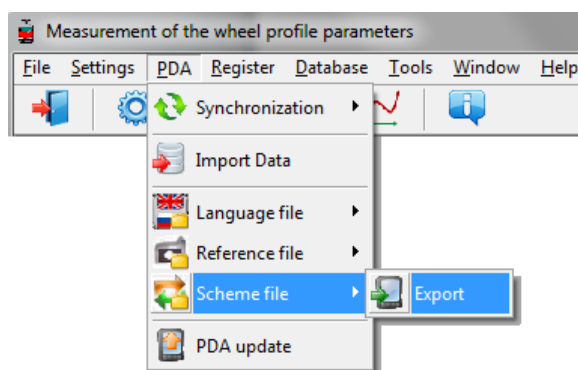 Measurement of the wheel profile parameters
File Settings PDA Register Database Tools Window Help
Synchronization
Import Data
Language file
Reference file
Scheme file
Export
PDA update